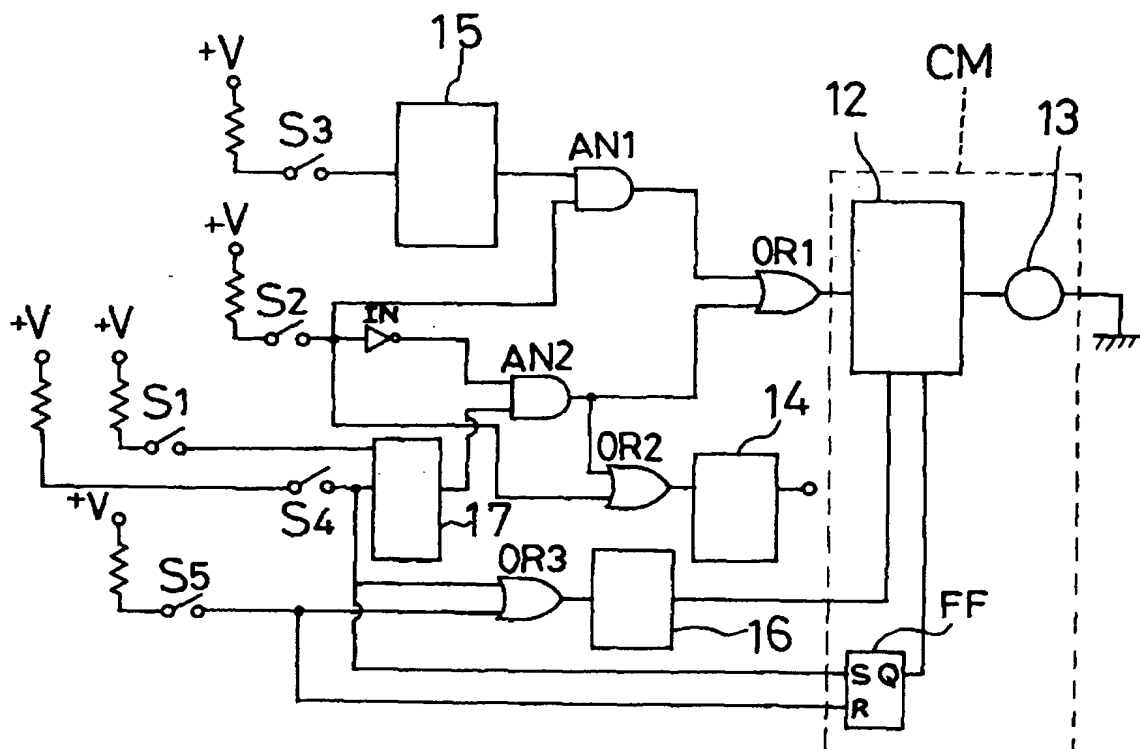 15
+V
CM
S3
13
12
AN1
+V
OR1
S2
+V
+V
IN
AN2
S1
14
OR2
+V
S4
17
OR3
S5
FF
16
S Q
R